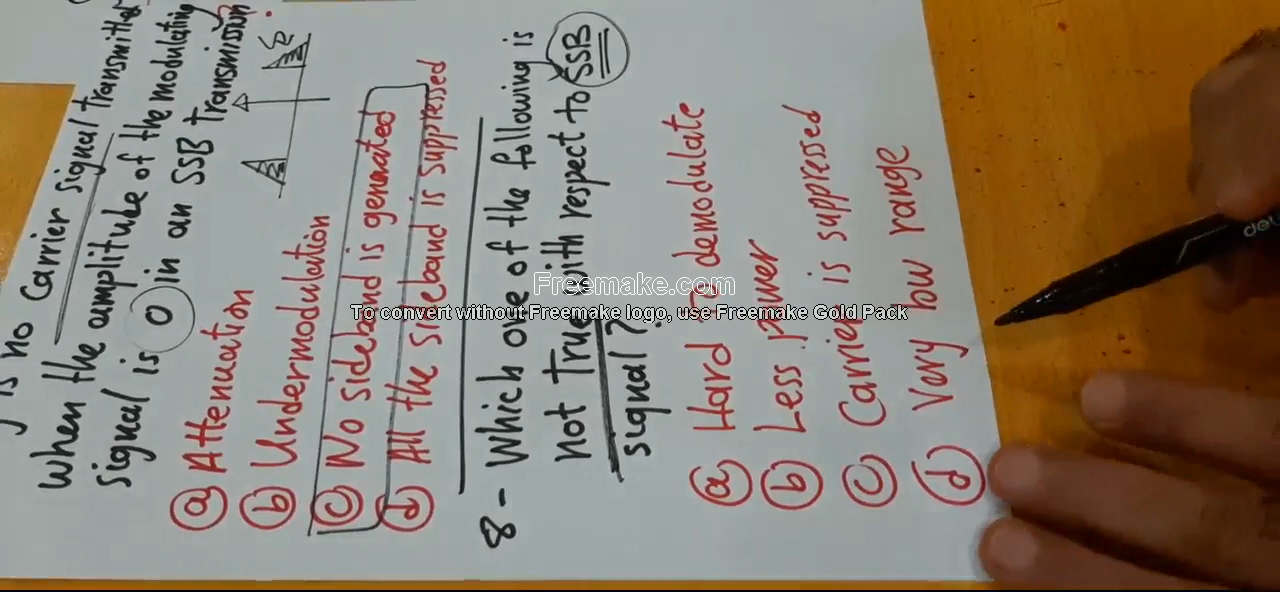 is no carrier signal transmitted
when the amplitude of the modulating
signal is 0 in an SSB transmission.
a Attenuation
b Undermodulation
c No sideband is generated
d All the sideband is suppressed
8- Which one of the following is
not True with respect to SSB
signal?
a Hard To demodulate
b Less power
c Carrier is suppressed
d Very low range
Freemake.com
To convert without Freemake logo, use Freemake Gold Pack
deli